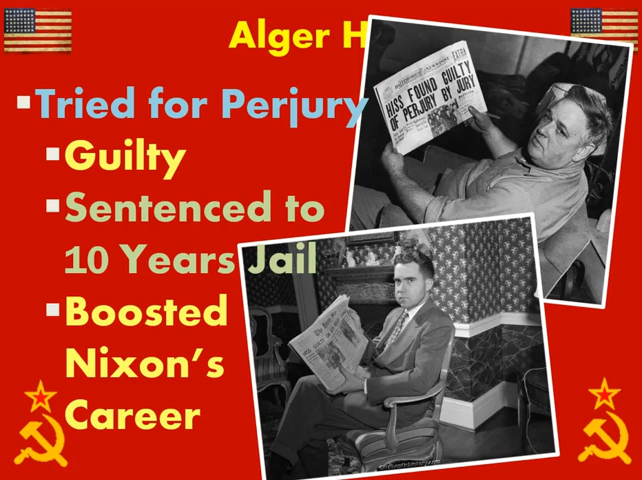 Alger H
Tried for Perjury
Guilty
Sentenced to
10 Years Jail
Boosted
Nixon's
Career
EXTRA
HISS FOUND GUILTY
OF PERJURY BY JURY